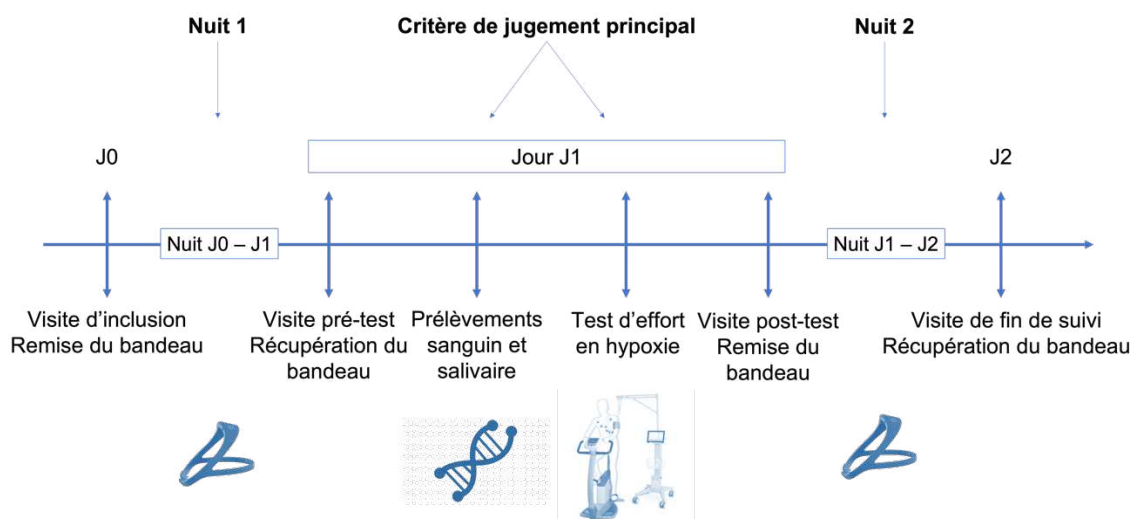 Nuit 1
Critère de jugement principal
Nuit 2
J0
Jour J1
J2
Nuit J0 – J1
Nuit J1 – J2
Visite d’inclusion
Remise du bandeau
Visite pré-test
Récupération du
bandeau
Prélèvements
sanguin et
salivaire
Test d’effort
en hypoxie
Visite post-test
Remise du
bandeau
Visite de fin de suivi
Récupération du bandeau